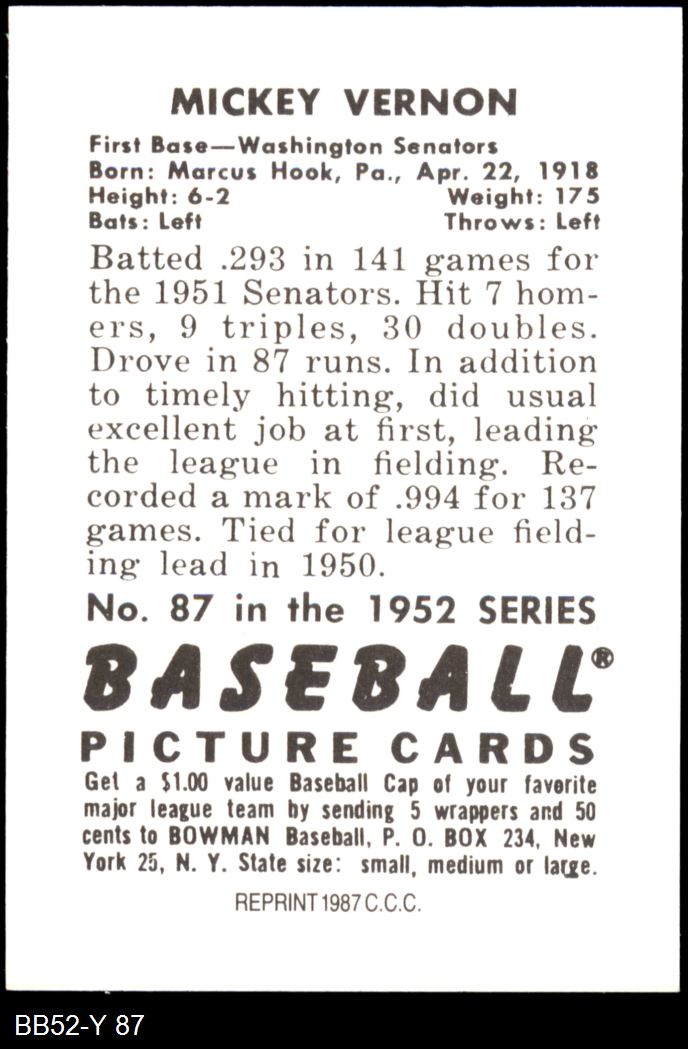 MICKEY VERNON
First Base—Washington Senators
Born: Marcus Hook, Pa., Apr. 22, 1918
Height: 6-2 Weight: 175
Bats: Left Throws: Left
Batted .293 in 141 games for
the 1951 Senators. Hit 7 hom-
ers, 9 triples, 30 doubles.
Drove in 87 runs. In addition
to timely hitting, did usual
excellent job at first, leading
the league in fielding. Re-
corded a mark of .994 for 137
games. Tied for league field-
ing lead in 1950.
No. 87 in the 1952 SERIES
BASEBALL®
PICTURE CARDS
Get a $1.00 value Baseball Cap of your favorite
major league team by sending 5 wrappers and 50
cents to BOWMAN Baseball, P. O. BOX 234, New
York 25, N. Y. State size: small, medium or large.
REPRINT 1987 C.C.C.
BB52-Y 87